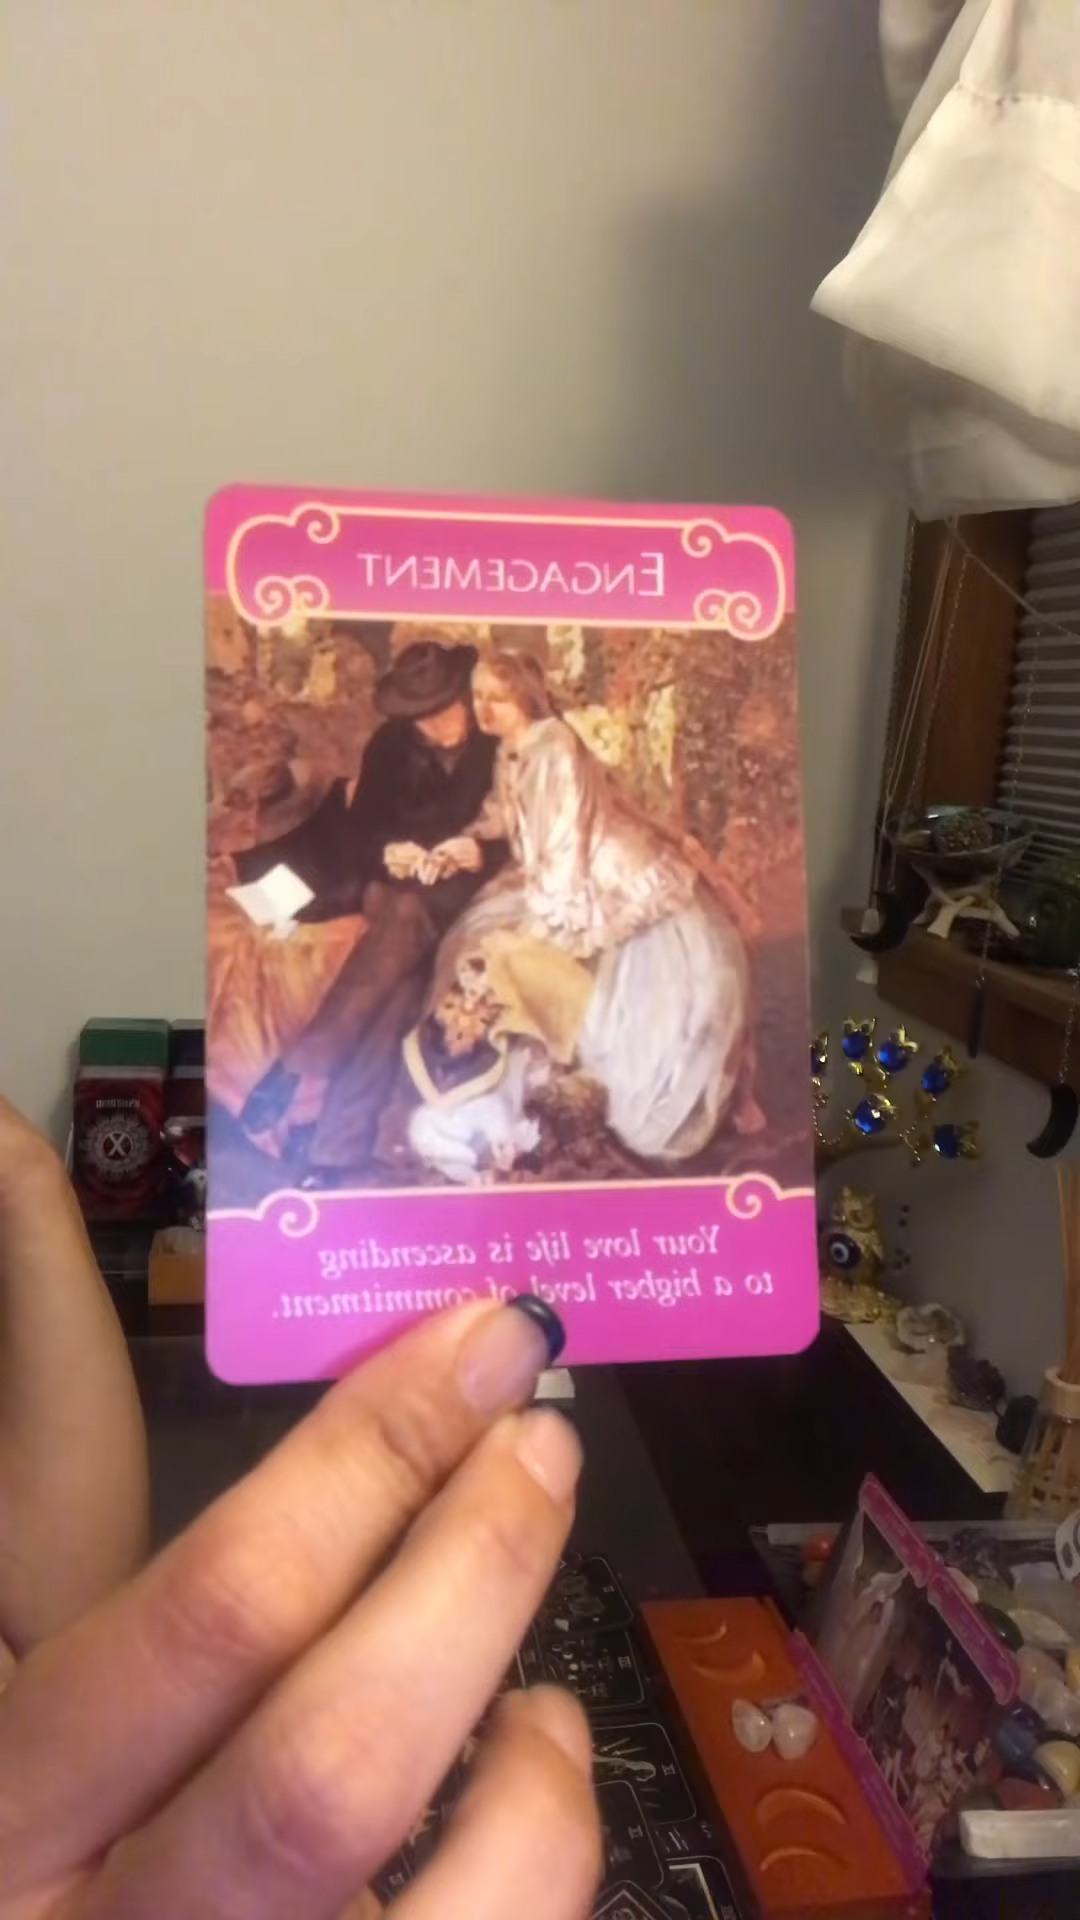 ENGAGEMENT
Your love life is ascending
to a higher level of commitment.
X